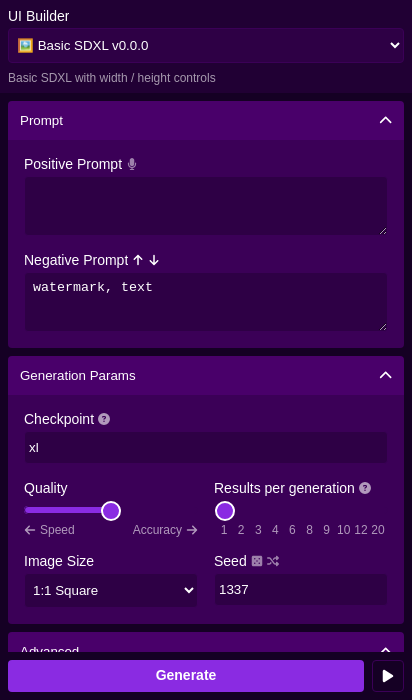 UI Builder
🖼️ Basic SDXL v0.0.0
Basic SDXL with width / height controls
Prompt
Positive Prompt
Negative Prompt ↑ ↓
watermark, text
Generation Params
Checkpoint ?
xl
Quality
Results per generation ?
← Speed Accuracy →
1 2 3 4 6 8 9 10 12 20
Image Size
Seed
1:1 Square
1337
Advanced
Generate